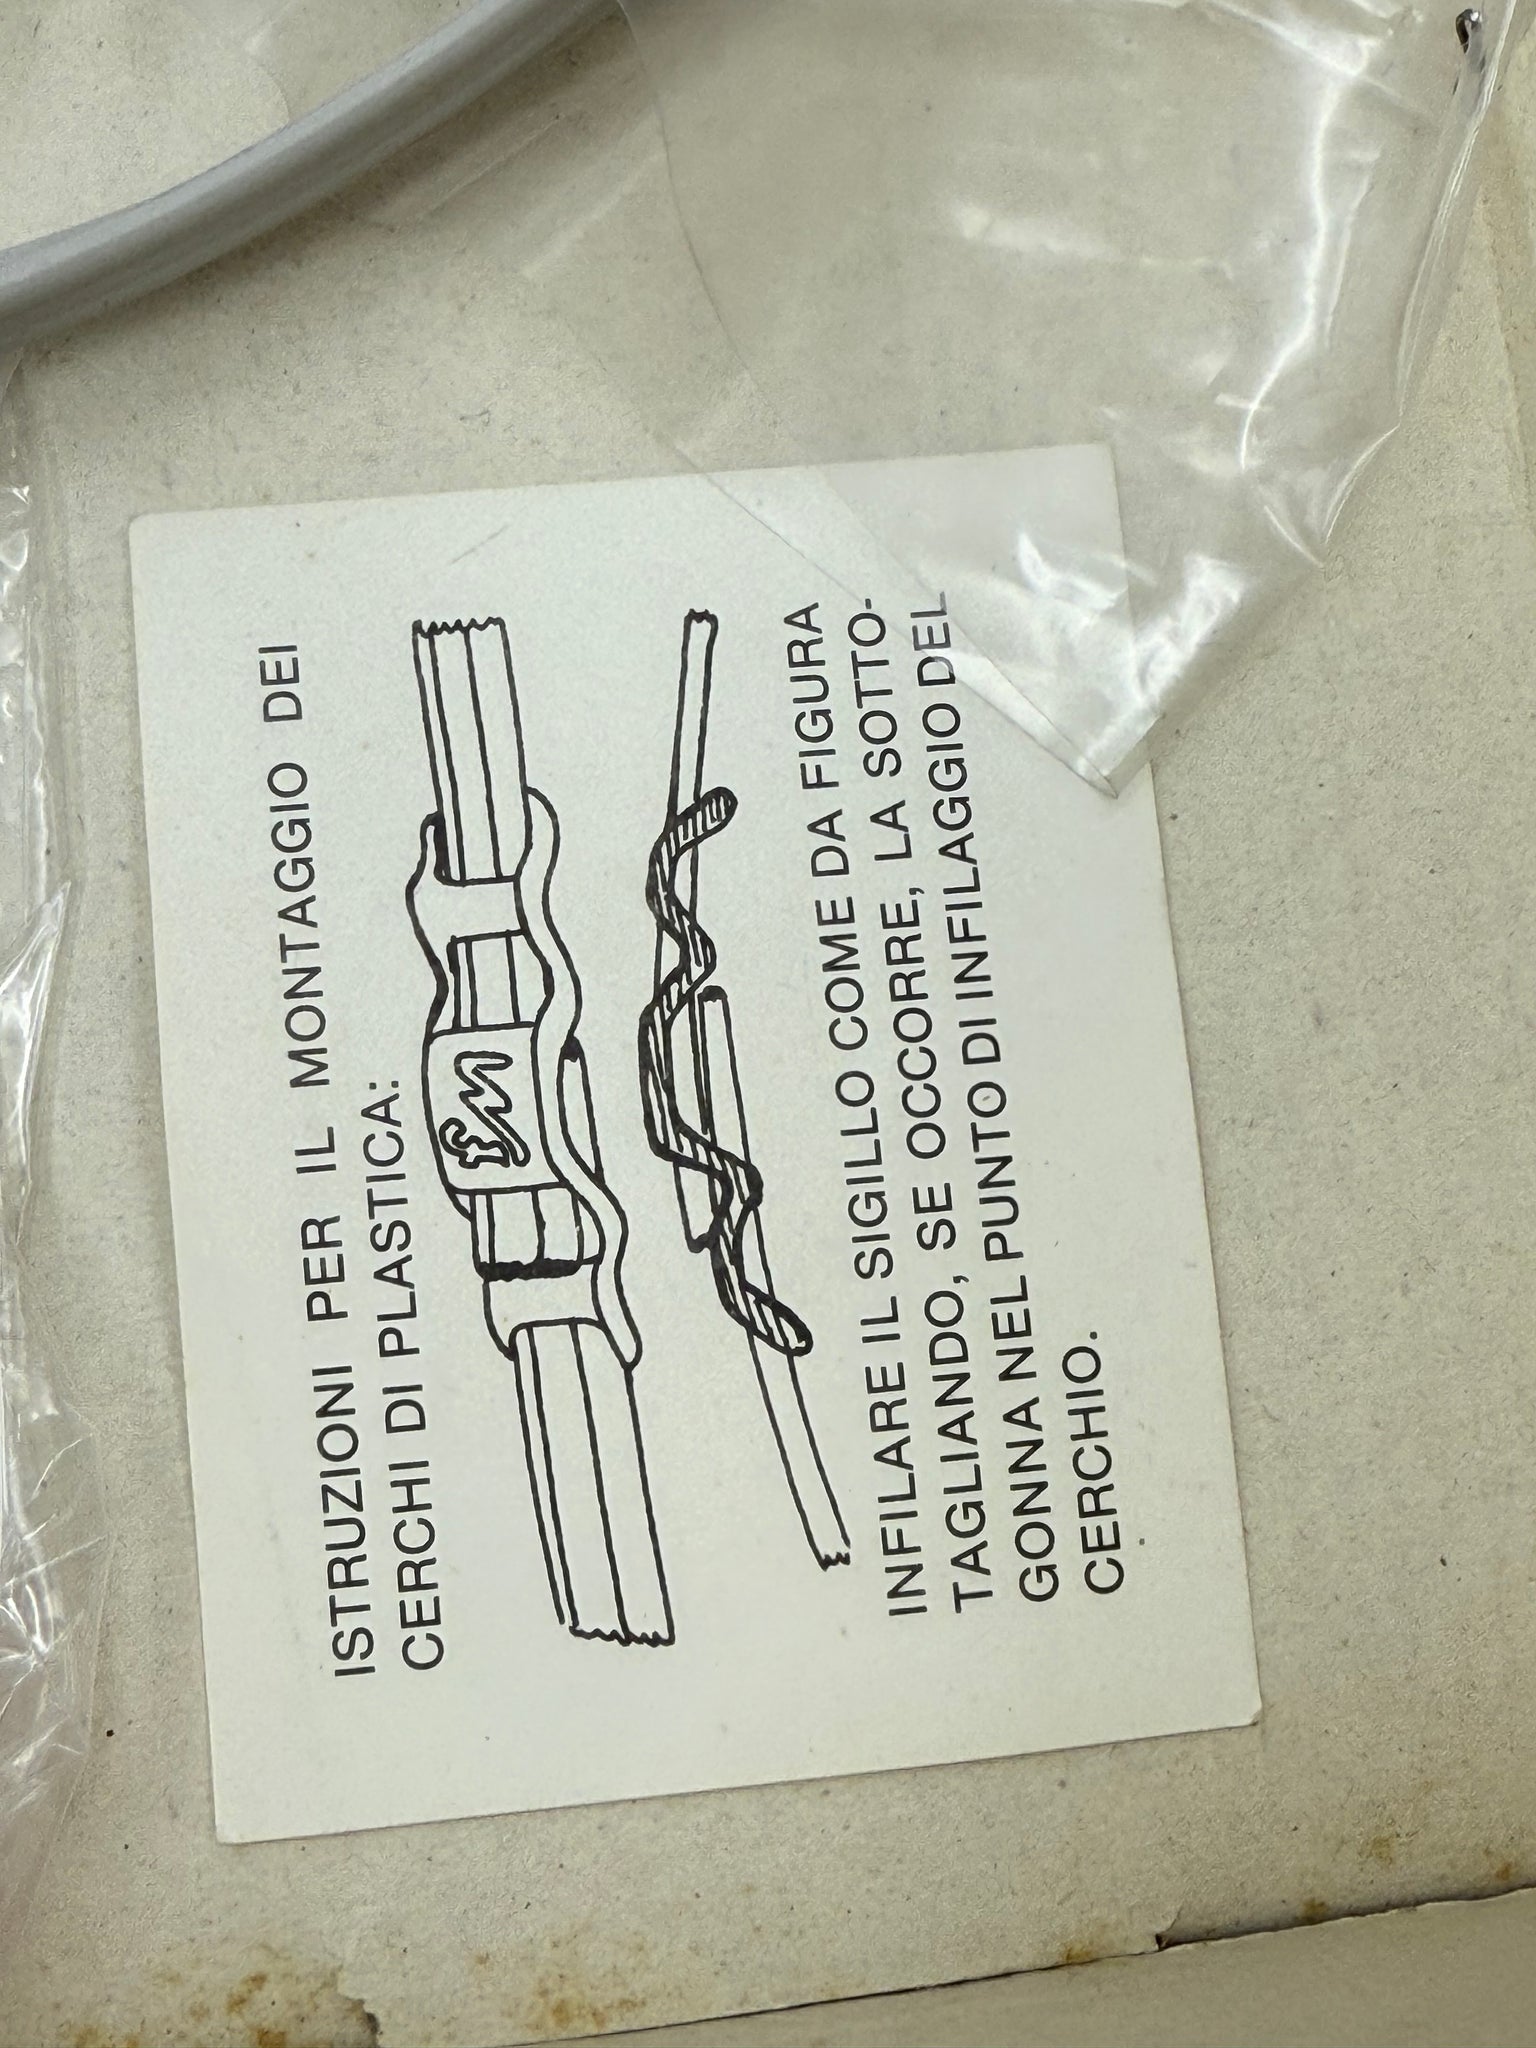 ISTRUZIONI PER IL MONTAGGIO DEI
CERCHI DI PLASTICA:
INFILARE IL SIGILLO COME DA FIGURA
TAGLIANDO, SE OCCORRE, LA SOTTO-
GONNA NEL PUNTO DI INFILAGGIO DEL
CERCHIO.